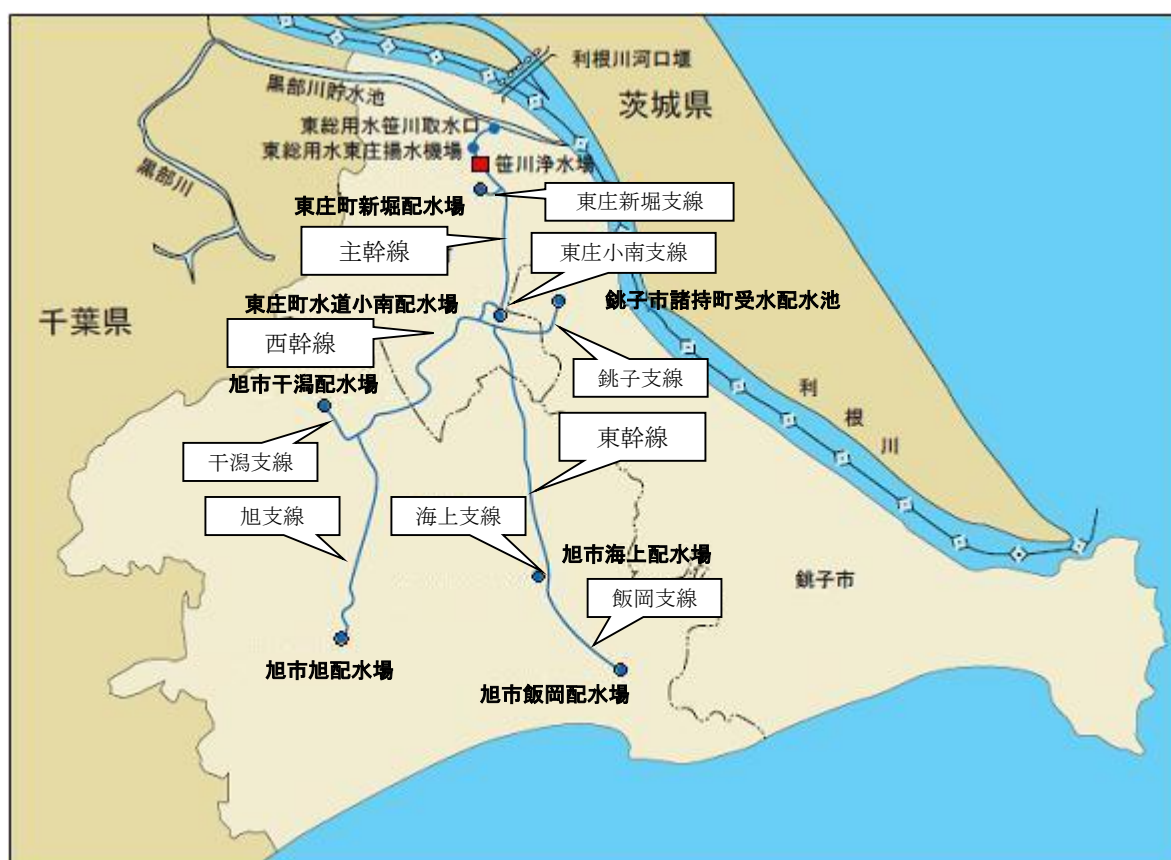 利根川河口堰
黒部川貯水池
茨城県
東総用水笹川取水口
東総用水東庄揚水機場
笹川浄水場
黒部川
東庄町新堀配水場
東庄新堀支線
主幹線
東庄小南支線
東庄町水道小南配水場
銚子市諸持町受水配水池
千葉県
西幹線
銚子支線
旭市干潟配水場
利根川
東幹線
干潟支線
旭支線
海上支線
旭市海上配水場
銚子市
飯岡支線
旭市旭配水場
旭市飯岡配水場